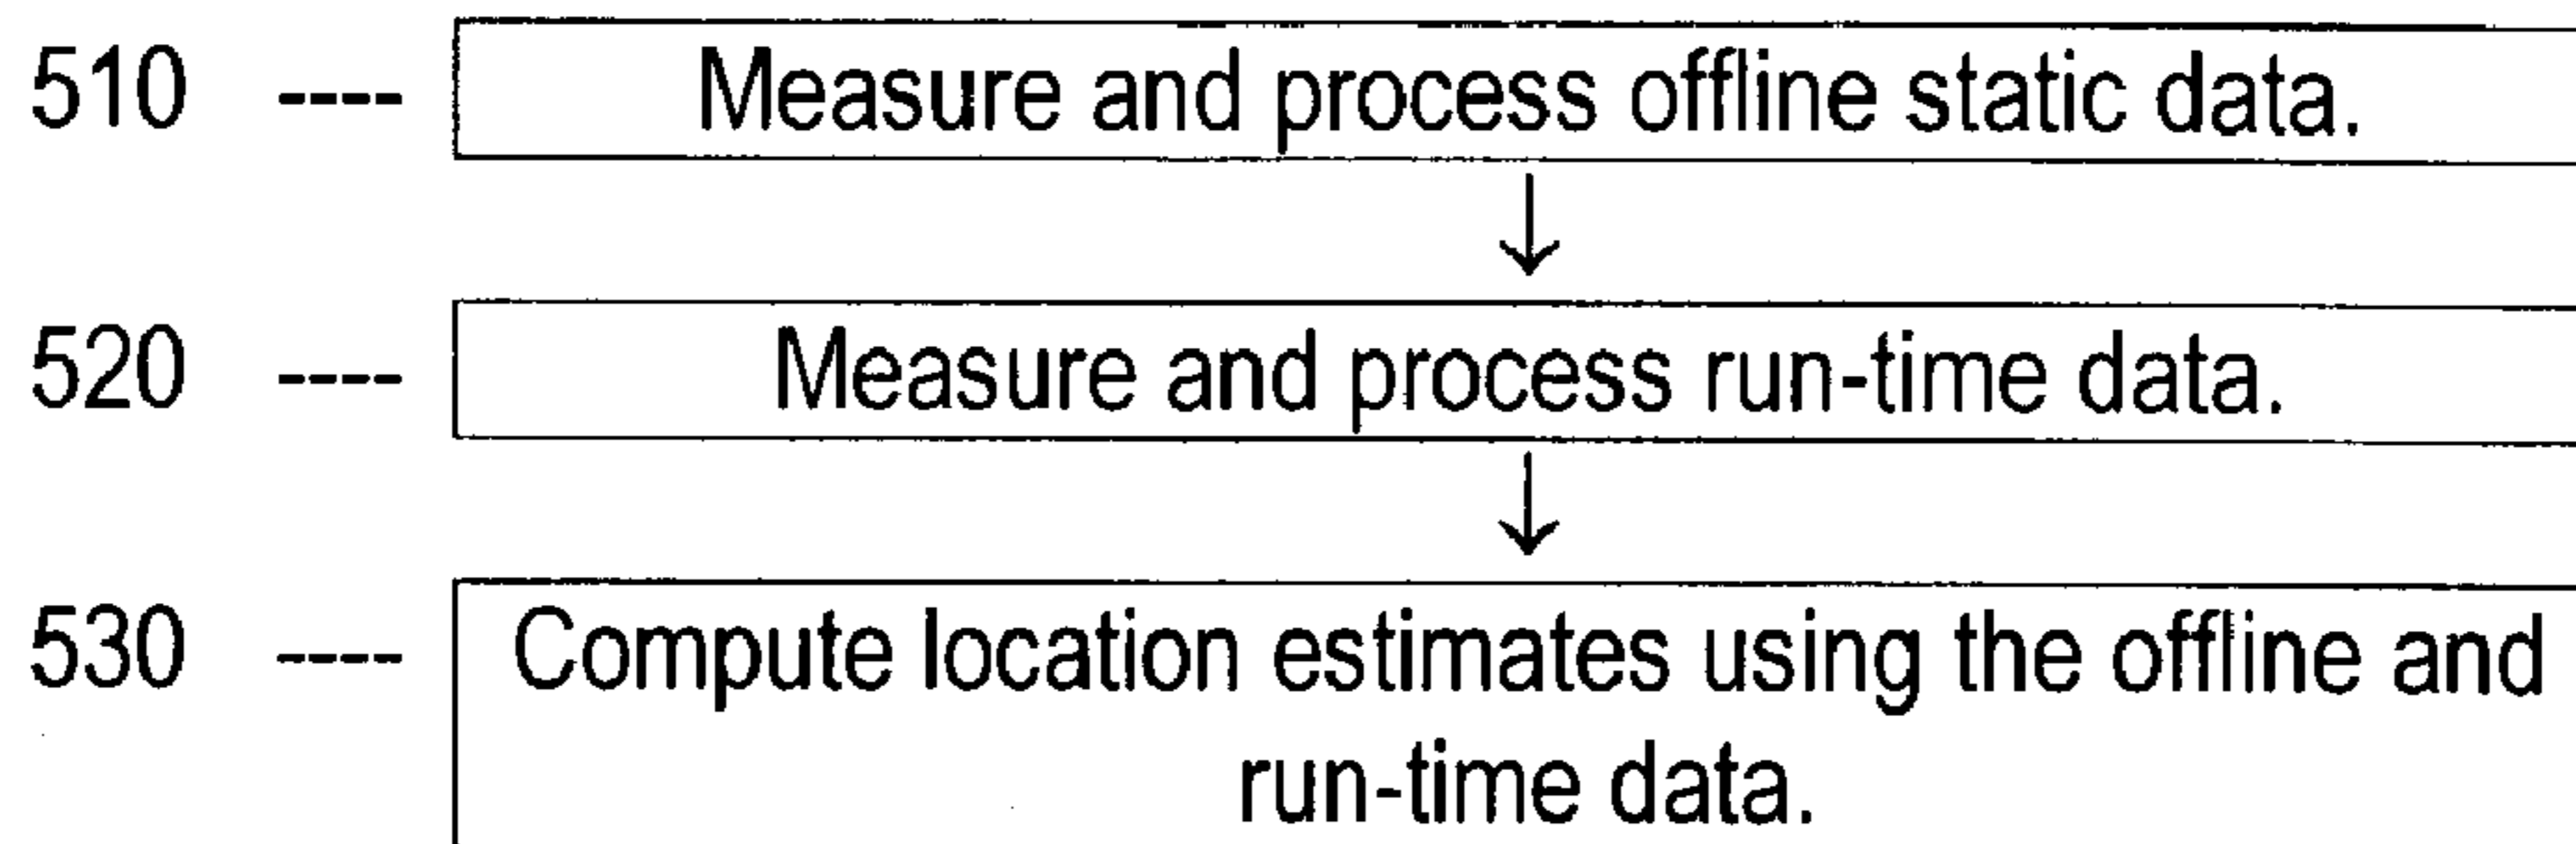 510 ---- Measure and process offline static data.
520 ---- Measure and process run-time data.
530 ---- Compute location estimates using the offline and
run-time data.